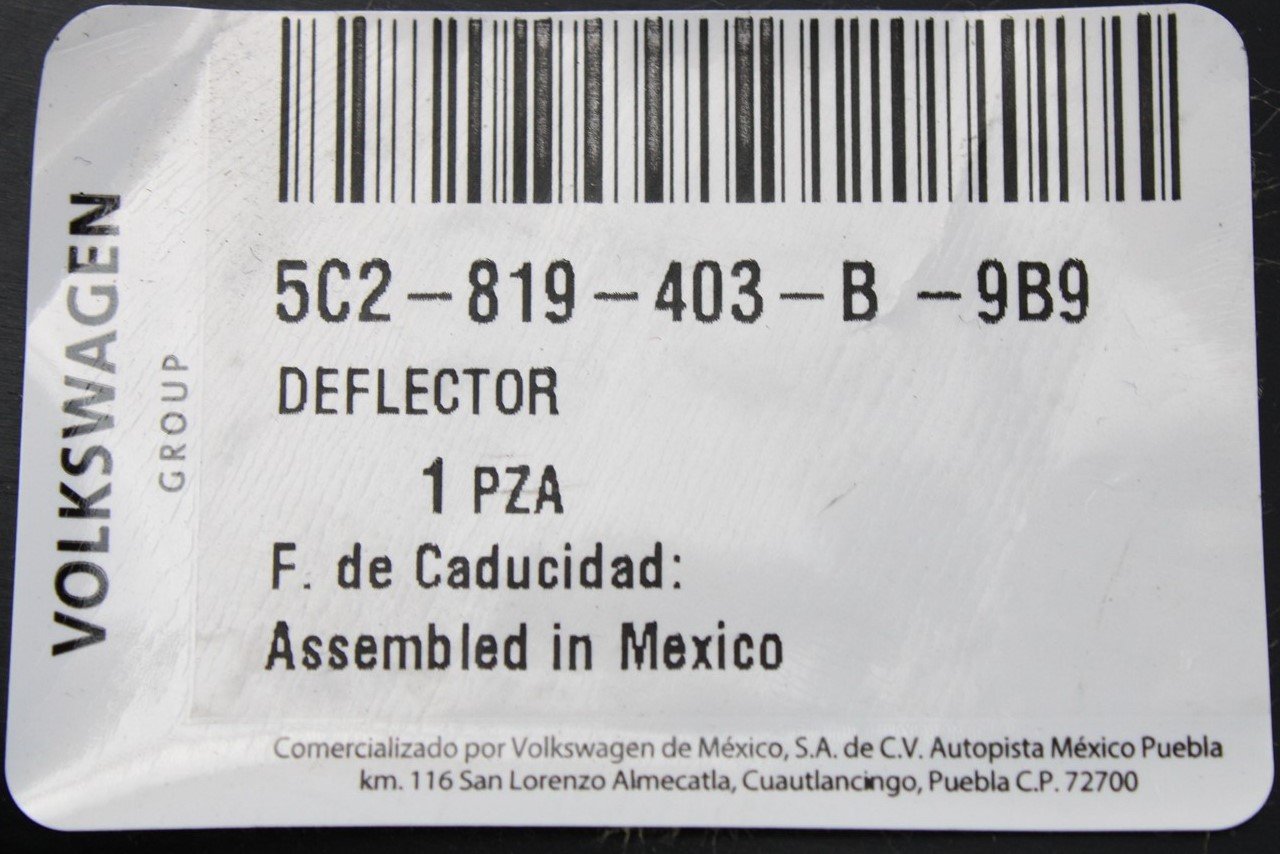 VOLKSWAGEN
GROUP
5C2-819-403-B -9B9
DEFLECTOR
1 PZA
F. de Caducidad:
Assembled in Mexico
Comercializado por Volkswagen de México, S.A. de C.V. Autopista México Puebla
km. 116 San Lorenzo Almecatla, Cuautlancingo, Puebla C.P. 72700